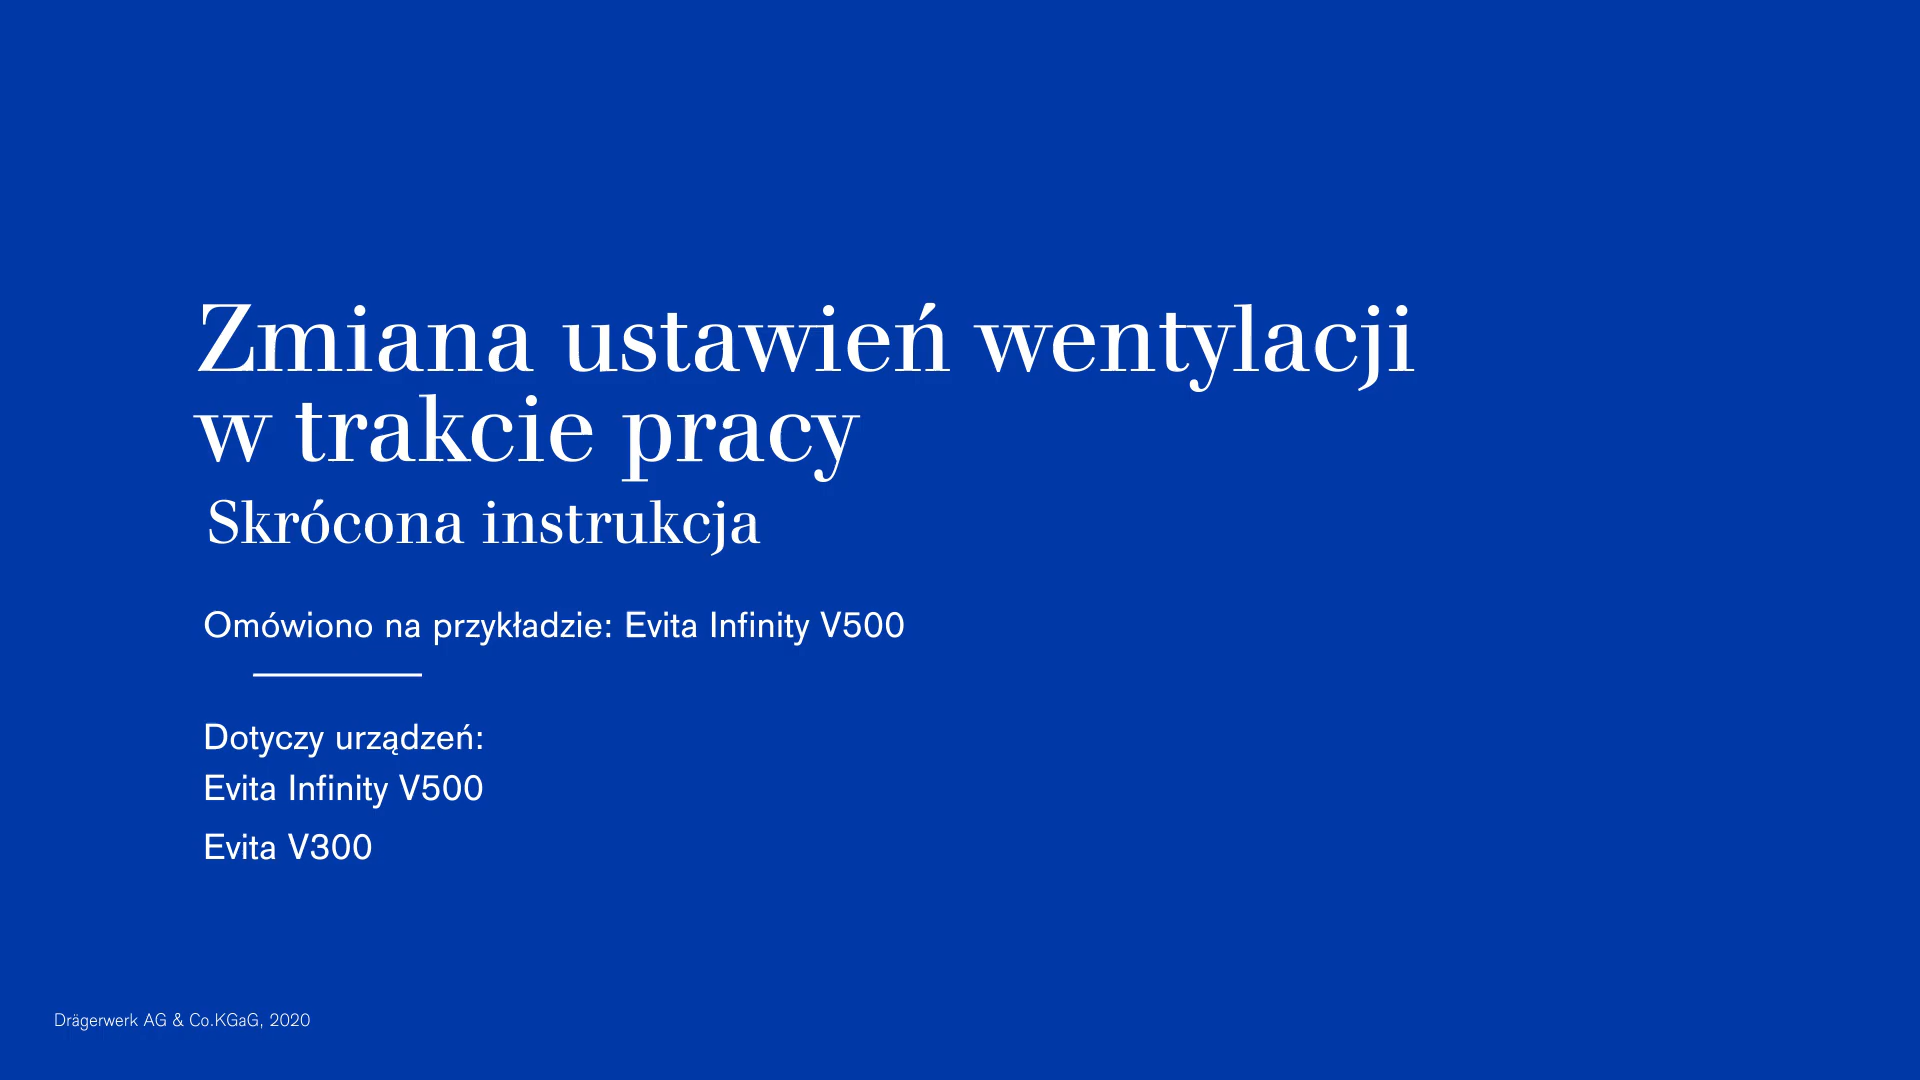 Zmiana ustawień wentylacji
w trakcie pracy
Skrócona instrukcja
Omówiono na przykładzie: Evita Infinity V500
Dotyczy urządzeń:
Evita Infinity V500
Evita V300
Drägerwerk AG & Co.KGaG, 2020